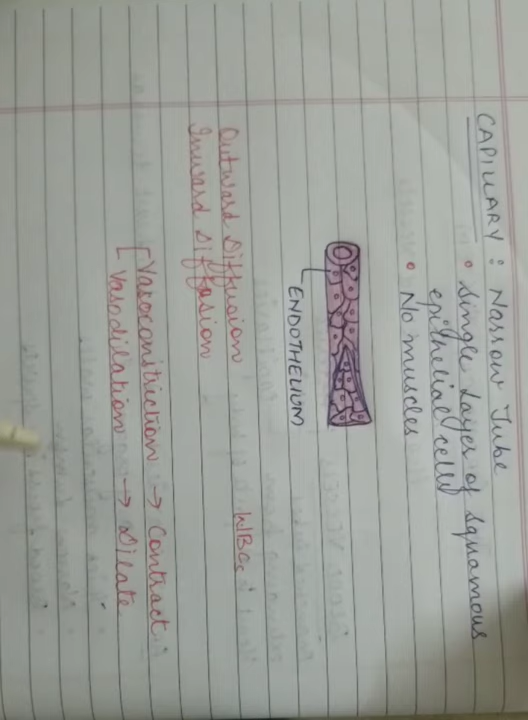 CAPILLARY : Narrow Tube
• Single layer of Squamous
epithelial cells
• No muscles
ENDOTHELIUM
Outward Diffusion WBCs
Inward Diffusion
[Vasoconstriction → Contract
Vasodilation → Dilate